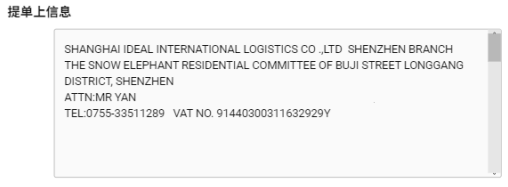 提单上信息
SHANGHAI IDEAL INTERNATIONAL LOGISTICS CO .,LTD  SHENZHEN BRANCH
THE SNOW ELEPHANT RESIDENTIAL COMMITTEE OF BUJI STREET LONGGANG
DISTRICT, SHENZHEN
ATTN:MR YAN
TEL:0755-33511289   VAT NO. 91440300311632929Y